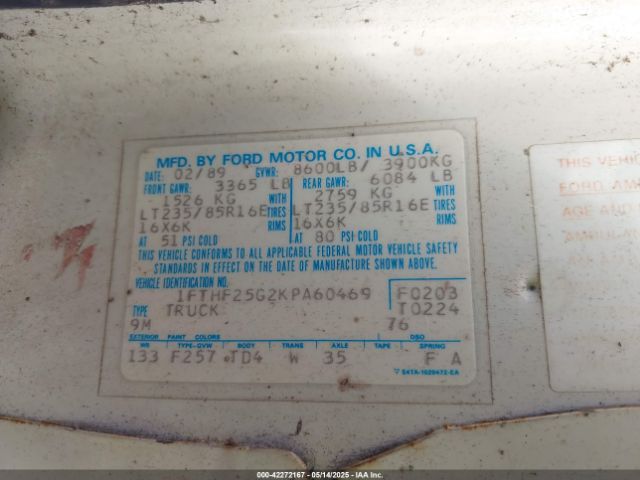 MFD. BY FORD MOTOR CO. IN U.S.A.
DATE: 02/89 GVWR: 8600LB/ 3900KG
FRONT GAWR: 3365 LB REAR GAWR: 6084 LB
1526 KG WITH 2759 KG WITH
LT235/85R16E TIRES LT235/85R16E TIRES
16X6K RIMS 16X6K RIMS
AT 51 PSI COLD AT 80 PSI COLD
THIS VEHICLE CONFORMS TO ALL APPLICABLE FEDERAL MOTOR VEHICLE SAFETY
STANDARDS IN EFFECT ON THE DATE OF MANUFACTURE SHOWN ABOVE.
VEHICLE IDENTIFICATION NO.
1FTHF25G2KPA60469 F0203
TYPE TRUCK T0224
9M 76
EXTERIOR PAINT COLORS DSO
WB TYPE-GVW BODY TRANS AXLE TAPE SPRING
133 F257 TD4 W 35 F A
E4TA-1520472-EA
THIS VEHIC
FORD AM
AGE AND
000-42272167 - 05/14/2025 - IAA Inc.